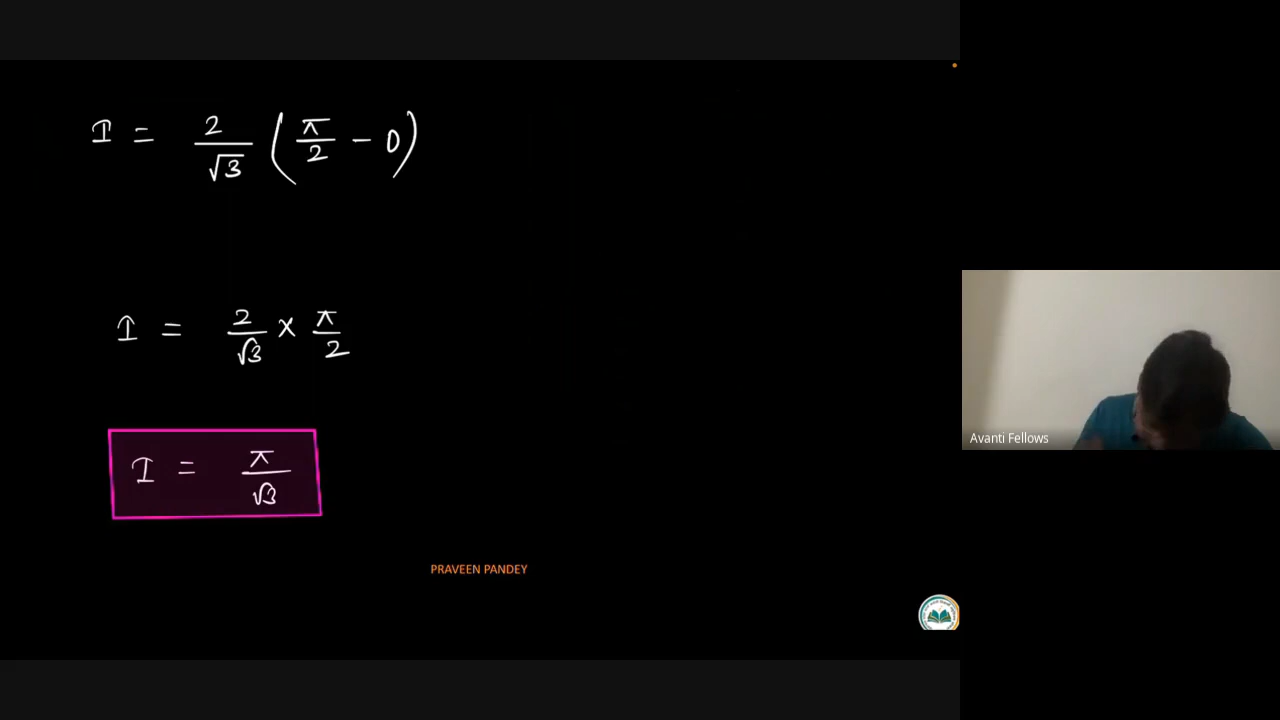 I = 2/√3 (π/2 − 0)
I = 2/√3 × π/2
I = π/√3
Avanti Fellows
PRAVEEN PANDEY